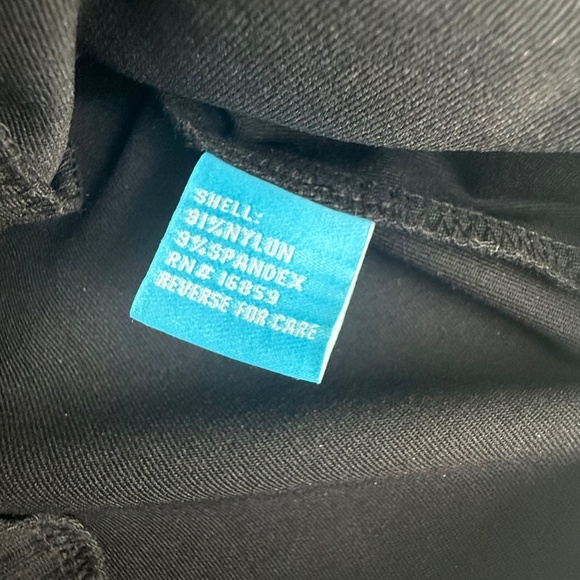 SHELL:
91%NYLON
9%SPANDEX
RN# 16859
REVERSE FOR CARE